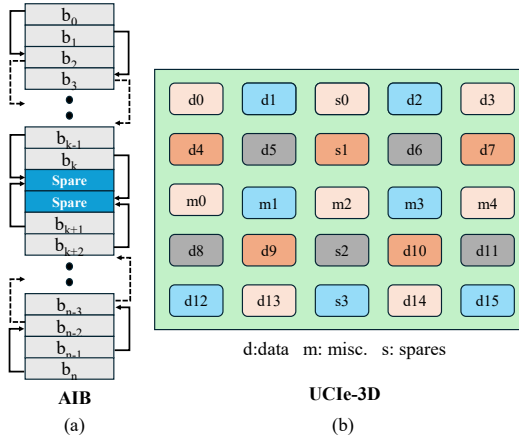 (a)
b0
b1
b2
b3
bk-1
bk
Spare
Spare
bk+1
bk+2
bn-3
bn-2
bn-1
bn
AIB
(a)
d0 d1 s0 d2 d3
d4 d5 s1 d6 d7
m0 m1 m2 m3 m4
d8 d9 s2 d10 d11
d12 d13 s3 d14 d15
d:data m: misc. s: spares
UCIe-3D
(b)